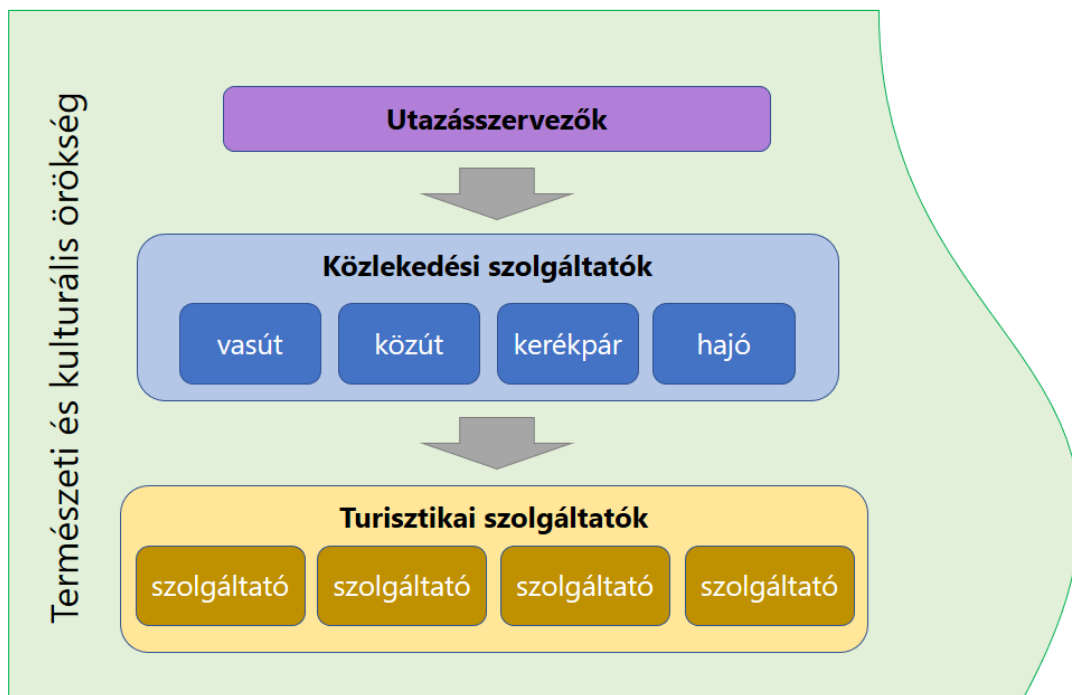 Természeti és kulturális örökség
Utazásszervezők
Közlekedési szolgáltatók
vasút
közút
kerékpár
hajó
Turisztikai szolgáltatók
szolgáltató
szolgáltató
szolgáltató
szolgáltató